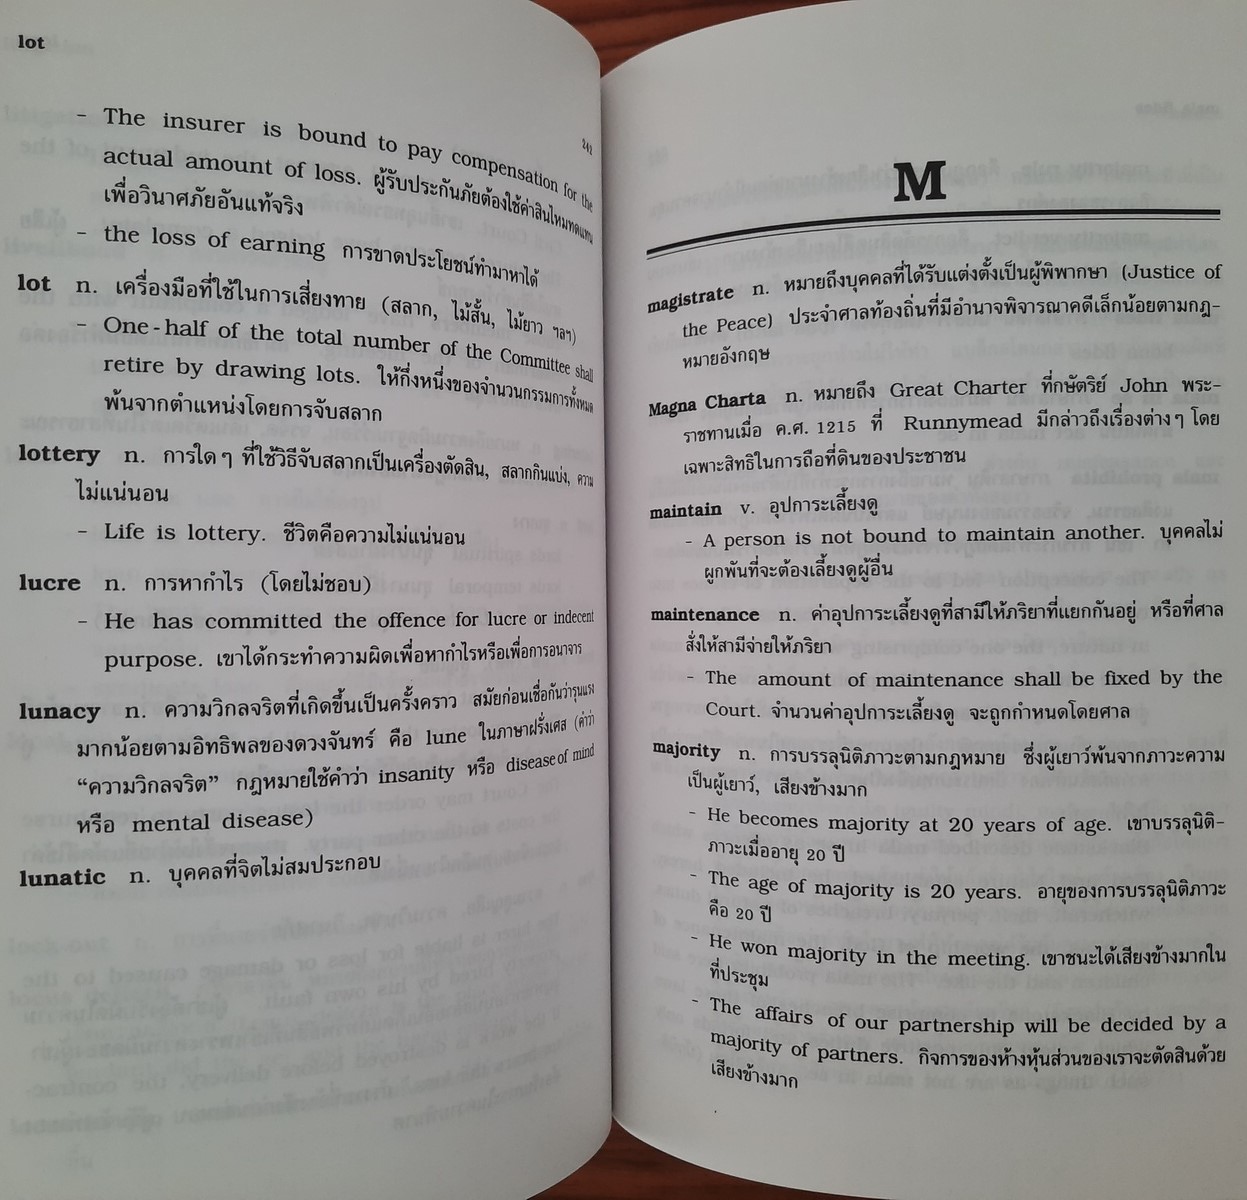 lot
242
- The insurer is bound to pay compensation for the
actual amount of loss. ผู้รับประกันภัยต้องใช้ค่าสินไหมทดแทน
เพื่อวินาศภัยอันแท้จริง
- the loss of earning การขาดประโยชน์ทำมาหาได้
lot n. เครื่องมือที่ใช้ในการเสี่ยงทาย (สลาก, ไม้สั้น, ไม้ยาว ฯลฯ)
- One-half of the total number of the Committee shall
retire by drawing lots. ให้กึ่งหนึ่งของจำนวนกรรมการทั้งหมด
พ้นจากตำแหน่งโดยการจับสลาก
lottery n. การใดๆ ที่ใช้วิธีจับสลากเป็นเครื่องตัดสิน, สลากกินแบ่ง, ความ
ไม่แน่นอน
- Life is lottery. ชีวิตคือความไม่แน่นอน
lucre n. การหากำไร (โดยไม่ชอบ)
- He has committed the offence for lucre or indecent
purpose. เขาได้กระทำความผิดเพื่อหากำไรหรือเพื่อการอนาจาร
lunacy n. ความวิกลจริตที่เกิดขึ้นเป็นครั้งคราว สมัยก่อนเชื่อกันว่ารุนแรง
มากน้อยตามอิทธิพลของดวงจันทร์ คือ lune ในภาษาฝรั่งเศส (คำว่า
“ความวิกลจริต” กฎหมายใช้คำว่า insanity หรือ disease of mind
หรือ mental disease)
lunatic n. บุคคลที่จิตไม่สมประกอบ
M
magistrate n. หมายถึงบุคคลที่ได้รับแต่งตั้งเป็นผู้พิพากษา (Justice of
the Peace) ประจำศาลท้องถิ่นที่มีอำนาจพิจารณาคดีเล็กน้อยตามกฎ-
หมายอังกฤษ
Magna Charta n. หมายถึง Great Charter ที่กษัตริย์ John พระ-
ราชทานเมื่อ ค.ศ. 1215 ที่ Runnymead มีกล่าวถึงเรื่องต่างๆ โดย
เฉพาะสิทธิในการถือที่ดินของประชาชน
maintain v. อุปการะเลี้ยงดู
- A person is not bound to maintain another. บุคคลไม่
ผูกพันที่จะต้องเลี้ยงดูผู้อื่น
maintenance n. ค่าอุปการะเลี้ยงดูที่สามีให้ภริยาที่แยกกันอยู่ หรือที่ศาล
สั่งให้สามีจ่ายให้ภริยา
- The amount of maintenance shall be fixed by the
Court. จำนวนค่าอุปการะเลี้ยงดู จะถูกกำหนดโดยศาล
majority n. การบรรลุนิติภาวะตามกฎหมาย ซึ่งผู้เยาว์พ้นจากภาวะความ
เป็นผู้เยาว์, เสียงข้างมาก
- He becomes majority at 20 years of age. เขาบรรลุนิติ-
ภาวะเมื่ออายุ 20 ปี
- The age of majority is 20 years. อายุของการบรรลุนิติภาวะ
คือ 20 ปี
- He won majority in the meeting. เขาชนะได้เสียงข้างมากใน
ที่ประชุม
- The affairs of our partnership will be decided by a
majority of partners. กิจการของห้างหุ้นส่วนของเราจะตัดสินด้วย
เสียงข้างมาก